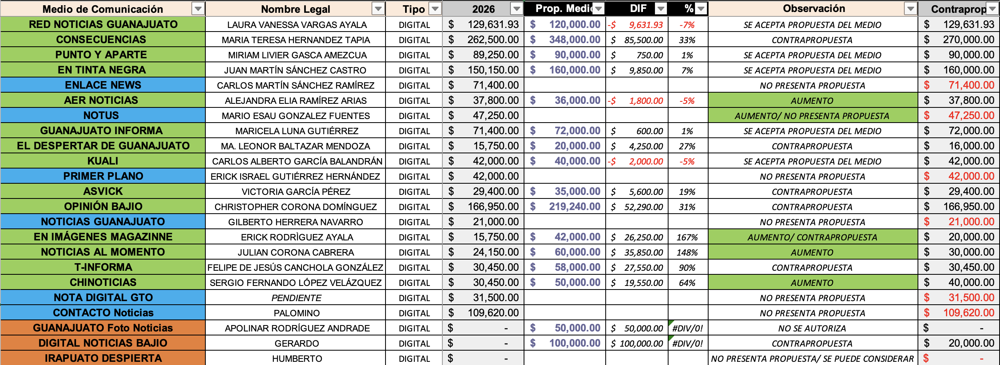 Medio de Comunicación Nombre Legal Tipo 2026 Prop. Medio DIF % Observación Contraprop
RED NOTICIAS GUANAJUATO LAURA VANESSA VARGAS AYALA DIGITAL $ 129,631.93 $ 120,000.00 -$ 9,631.93 -7% SE ACEPTA PROPUESTA DEL MEDIO $ 129,631.93
CONSECUENCIAS MARIA TERESA HERNANDEZ TAPIA DIGITAL $ 262,500.00 $ 348,000.00 $ 85,500.00 33% CONTRAPROPUESTA $ 270,000.00
PUNTO Y APARTE MIRIAM LIVIER GASCA AMEZCUA DIGITAL $ 89,250.00 $ 90,000.00 $ 750.00 1% SE ACEPTA PROPUESTA DEL MEDIO $ 90,000.00
EN TINTA NEGRA JUAN MARTÍN SÁNCHEZ CASTRO DIGITAL $ 150,150.00 $ 160,000.00 $ 9,850.00 7% SE ACEPTA PROPUESTA DEL MEDIO $ 160,000.00
ENLACE NEWS CARLOS MARTÍN SÁNCHEZ RAMÍREZ DIGITAL $ 71,400.00 NO PRESENTA PROPUESTA $ 71,400.00
AER NOTICIAS ALEJANDRA ELIA RAMÍREZ ARIAS DIGITAL $ 37,800.00 $ 36,000.00 -$ 1,800.00 -5% AUMENTO $ 37,800.00
NOTUS MARIO ESAU GONZALEZ FUENTES DIGITAL $ 47,250.00 AUMENTO/ NO PRESENTA PROPUESTA $ 47,250.00
GUANAJUATO INFORMA MARICELA LUNA GUTIÉRREZ DIGITAL $ 71,400.00 $ 72,000.00 $ 600.00 1% SE ACEPTA PROPUESTA DEL MEDIO $ 72,000.00
EL DESPERTAR DE GUANAJUATO MA. LEONOR BALTAZAR MENDOZA DIGITAL $ 15,750.00 $ 20,000.00 $ 4,250.00 27% CONTRAPROPUESTA $ 16,000.00
KUALI CARLOS ALBERTO GARCÍA BALANDRÁN DIGITAL $ 42,000.00 $ 40,000.00 -$ 2,000.00 -5% SE ACEPTA PROPUESTA DEL MEDIO $ 42,000.00
PRIMER PLANO ERICK ISRAEL GUTIÉRREZ HERNÁNDEZ DIGITAL $ 42,000.00 NO PRESENTA PROPUESTA $ 42,000.00
ASVICK VICTORIA GARCÍA PÉREZ DIGITAL $ 29,400.00 $ 35,000.00 $ 5,600.00 19% CONTRAPROPUESTA $ 29,400.00
OPINIÓN BAJIO CHRISTOPHER CORONA DOMÍNGUEZ DIGITAL $ 166,950.00 $ 219,240.00 $ 52,290.00 31% CONTRAPROPUESTA $ 166,950.00
NOTICIAS GUANAJUATO GILBERTO HERRERA NAVARRO DIGITAL $ 21,000.00 NO PRESENTA PROPUESTA $ 21,000.00
EN IMÁGENES MAGAZINNE ERICK RODRÌGUEZ AYALA DIGITAL $ 15,750.00 $ 42,000.00 $ 26,250.00 167% AUMENTO/ CONTRAPROPUESTA $ 20,000.00
NOTICIAS AL MOMENTO JULIAN CORONA CABRERA DIGITAL $ 24,150.00 $ 60,000.00 $ 35,850.00 148% AUMENTO $ 30,000.00
T-INFORMA FELIPE DE JESÚS CANCHOLA GONZÁLEZ DIGITAL $ 30,450.00 $ 58,000.00 $ 27,550.00 90% CONTRAPROPUESTA $ 30,450.00
CHINOTICIAS SERGIO FERNANDO LÓPEZ VELÁZQUEZ DIGITAL $ 30,450.00 $ 50,000.00 $ 19,550.00 64% AUMENTO $ 40,000.00
NOTA DIGITAL GTO PENDIENTE DIGITAL $ 31,500.00 NO PRESENTA PROPUESTA $ 31,500.00
CONTACTO Noticias PALOMINO DIGITAL $ 109,620.00 NO PRESENTA PROPUESTA $ 109,620.00
GUANAJUATO Foto Noticias APOLINAR RODRÍGUEZ ANDRADE DIGITAL $ - $ 50,000.00 $ 50,000.00 #DIV/0! NO SE AUTORIZA $ -
DIGITAL NOTICIAS BAJIO GERARDO DIGITAL $ - $ 100,000.00 $ 100,000.00 #DIV/0! CONTRAPROPUESTA $ 20,000.00
IRAPUATO DESPIERTA HUMBERTO DIGITAL $ - NO PRESENTA PROPUESTA/ SE PUEDE CONSIDERAR $ -